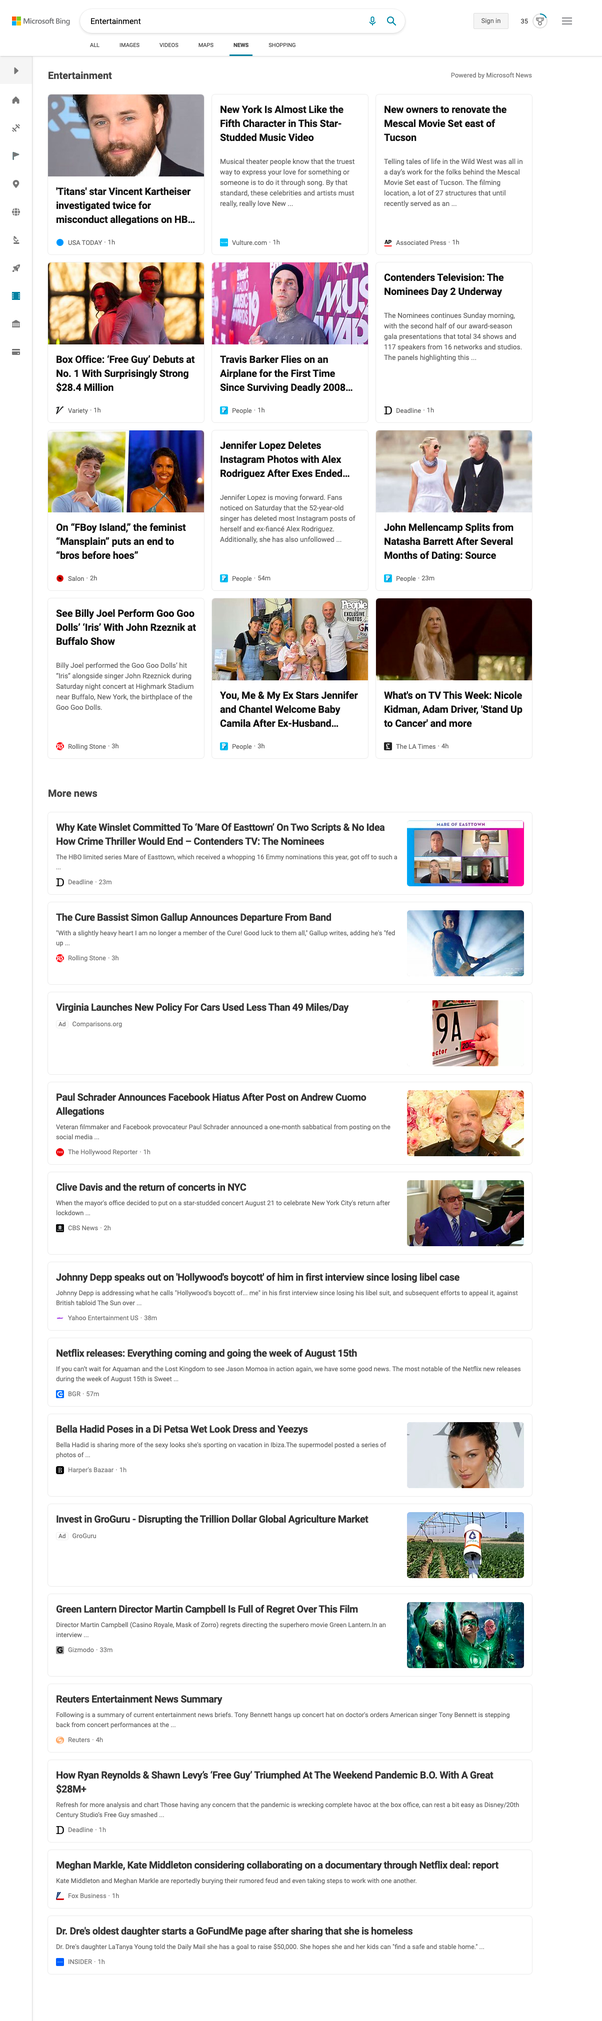 Microsoft Bing
Entertainment
Sign in
35
ALL
IMAGES
VIDEOS
MAPS
NEWS
SHOPPING
Entertainment
Powered by Microsoft News
'Titans' star Vincent Kartheiser
investigated twice for
misconduct allegations on HB...
USA TODAY · 1h
New York Is Almost Like the
Fifth Character in This Star-
Studded Music Video
Musical theater people know that the truest
way to express your love for something or
someone is to do it through song. By that
standard, these celebrities and artists must
really, really love New ...
Vulture.com · 1h
New owners to renovate the
Mescal Movie Set east of
Tucson
Telling tales of life in the Wild West was all in
a day's work for the folks behind the Mescal
Movie Set east of Tucson. The filming
location, a lot of 27 structures that until
recently served as an ...
AP
Associated Press · 1h
Box Office: ‘Free Guy’ Debuts at
No. 1 With Surprisingly Strong
$28.4 Million
Variety · 1h
Travis Barker Flies on an
Airplane for the First Time
Since Surviving Deadly 2008...
People · 1h
Contenders Television: The
Nominees Day 2 Underway
The Nominees continues Sunday morning,
with the second half of our award-season
gala presentations that total 34 shows and
117 speakers from 16 networks and studios.
The panels highlighting this ...
Deadline · 1h
On “FBoy Island,” the feminist
“Mansplain” puts an end to
“bros before hoes”
Salon · 2h
Jennifer Lopez Deletes
Instagram Photos with Alex
Rodriguez After Exes Ended...
Jennifer Lopez is moving forward. Fans
noticed on Saturday that the 52-year-old
singer has deleted most Instagram posts of
herself and ex-fiancé Alex Rodriguez.
Additionally, she has also unfollowed ...
People · 54m
John Mellencamp Splits from
Natasha Barrett After Several
Months of Dating: Source
People · 23m
See Billy Joel Perform Goo Goo
Dolls’ ‘Iris’ With John Rzeznik at
Buffalo Show
Billy Joel performed the Goo Goo Dolls’ hit
“Iris” alongside singer John Rzeznick during
Saturday night concert at Highmark Stadium
near Buffalo, New York, the birthplace of the
Goo Goo Dolls.
Rolling Stone · 3h
People
EXCLUSIVE
PHOTOS
You, Me & My Ex Stars Jennifer
and Chantel Welcome Baby
Camila After Ex-Husband...
People · 3h
What's on TV This Week: Nicole
Kidman, Adam Driver, 'Stand Up
to Cancer' and more
The LA Times · 4h
More news
Why Kate Winslet Committed To ‘Mare Of Easttown’ On Two Scripts & No Idea
How Crime Thriller Would End – Contenders TV: The Nominees
The HBO limited series Mare of Easttown, which received a whopping 16 Emmy nominations this year, got off to such a
...
Deadline · 23m
MARE OF EASTTOWN
The Cure Bassist Simon Gallup Announces Departure From Band
"With a slightly heavy heart I am no longer a member of the Cure! Good luck to them all," Gallup writes, adding he's "fed
up ...
Rolling Stone · 3h
Virginia Launches New Policy For Cars Used Less Than 49 Miles/Day
Ad Comparisons.org
9A
ector
Paul Schrader Announces Facebook Hiatus After Post on Andrew Cuomo
Allegations
Veteran filmmaker and Facebook provocateur Paul Schrader announced a one-month sabbatical from posting on the
social media ...
The Hollywood Reporter · 1h
Clive Davis and the return of concerts in NYC
When the mayor's office decided to put on a star-studded concert August 21 to celebrate New York City's return after
lockdown ...
CBS News · 2h
Johnny Depp speaks out on 'Hollywood's boycott' of him in first interview since losing libel case
Johnny Depp is addressing what he calls "Hollywood's boycott of... me" in his first interview since losing his libel suit, and subsequent efforts to appeal it, against
British tabloid The Sun over ...
Yahoo Entertainment US · 38m
Netflix releases: Everything coming and going the week of August 15th
If you can't wait for Aquaman and the Lost Kingdom to see Jason Momoa in action again, we have some good news. The most notable of the Netflix new releases
during the week of August 15th is Sweet ...
BGR · 57m
Bella Hadid Poses in a Di Petsa Wet Look Dress and Yeezys
Bella Hadid is sharing more of the sexy looks she's sporting on vacation in Ibiza.The supermodel posted a series of
photos of ...
Harper's Bazaar · 1h
Invest in GroGuru - Disrupting the Trillion Dollar Global Agriculture Market
Ad GroGuru
Green Lantern Director Martin Campbell Is Full of Regret Over This Film
Director Martin Campbell (Casino Royale, Mask of Zorro) regrets directing the superhero movie Green Lantern.In an
interview ...
Gizmodo · 33m
Reuters Entertainment News Summary
Following is a summary of current entertainment news briefs. Tony Bennett hangs up concert hat on doctor's orders American singer Tony Bennett is stepping
back from concert performances at the ...
Reuters · 4h
How Ryan Reynolds & Shawn Levy’s ‘Free Guy’ Triumphed At The Weekend Pandemic B.O. With A Great
$28M+
Refresh for more analysis and chart Those having any concern that the pandemic is wrecking complete havoc at the box office, can rest a bit easy as Disney/20th
Century Studio's Free Guy smashed ...
Deadline · 1h
Meghan Markle, Kate Middleton considering collaborating on a documentary through Netflix deal: report
Kate Middleton and Meghan Markle are reportedly burying their rumored feud and even taking steps to work with one another.
Fox Business · 1h
Dr. Dre's oldest daughter starts a GoFundMe page after sharing that she is homeless
Dr. Dre's daughter LaTanya Young told the Daily Mail she has a goal to raise $50,000. She hopes she and her kids can "find a safe and stable home." ...
INSIDER · 1h